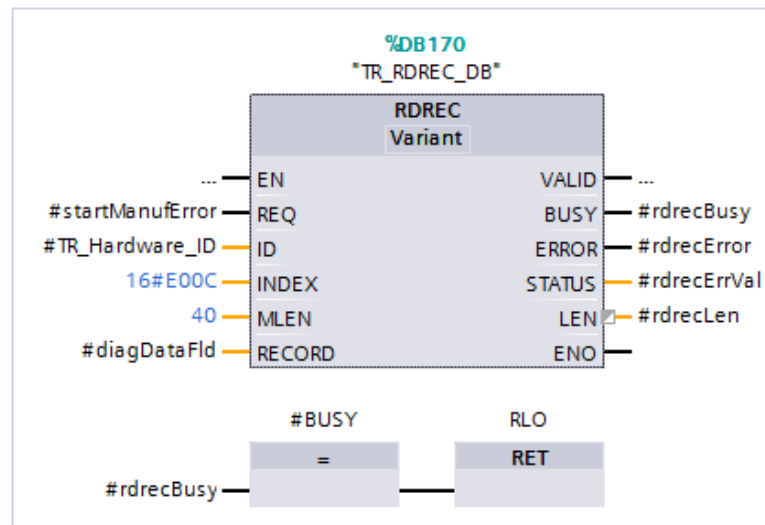 %DB170
"TR_RDREC_DB"
RDREC
Variant
... EN VALID ...
#startManufError REQ BUSY #rdrecBusy
#TR_Hardware_ID ID ERROR #rdrecError
16#E00C INDEX STATUS #rdrecErrVal
40 MLEN LEN #rdrecLen
#diagDataFld RECORD ENO
#BUSY RLO
= RET
#rdrecBusy